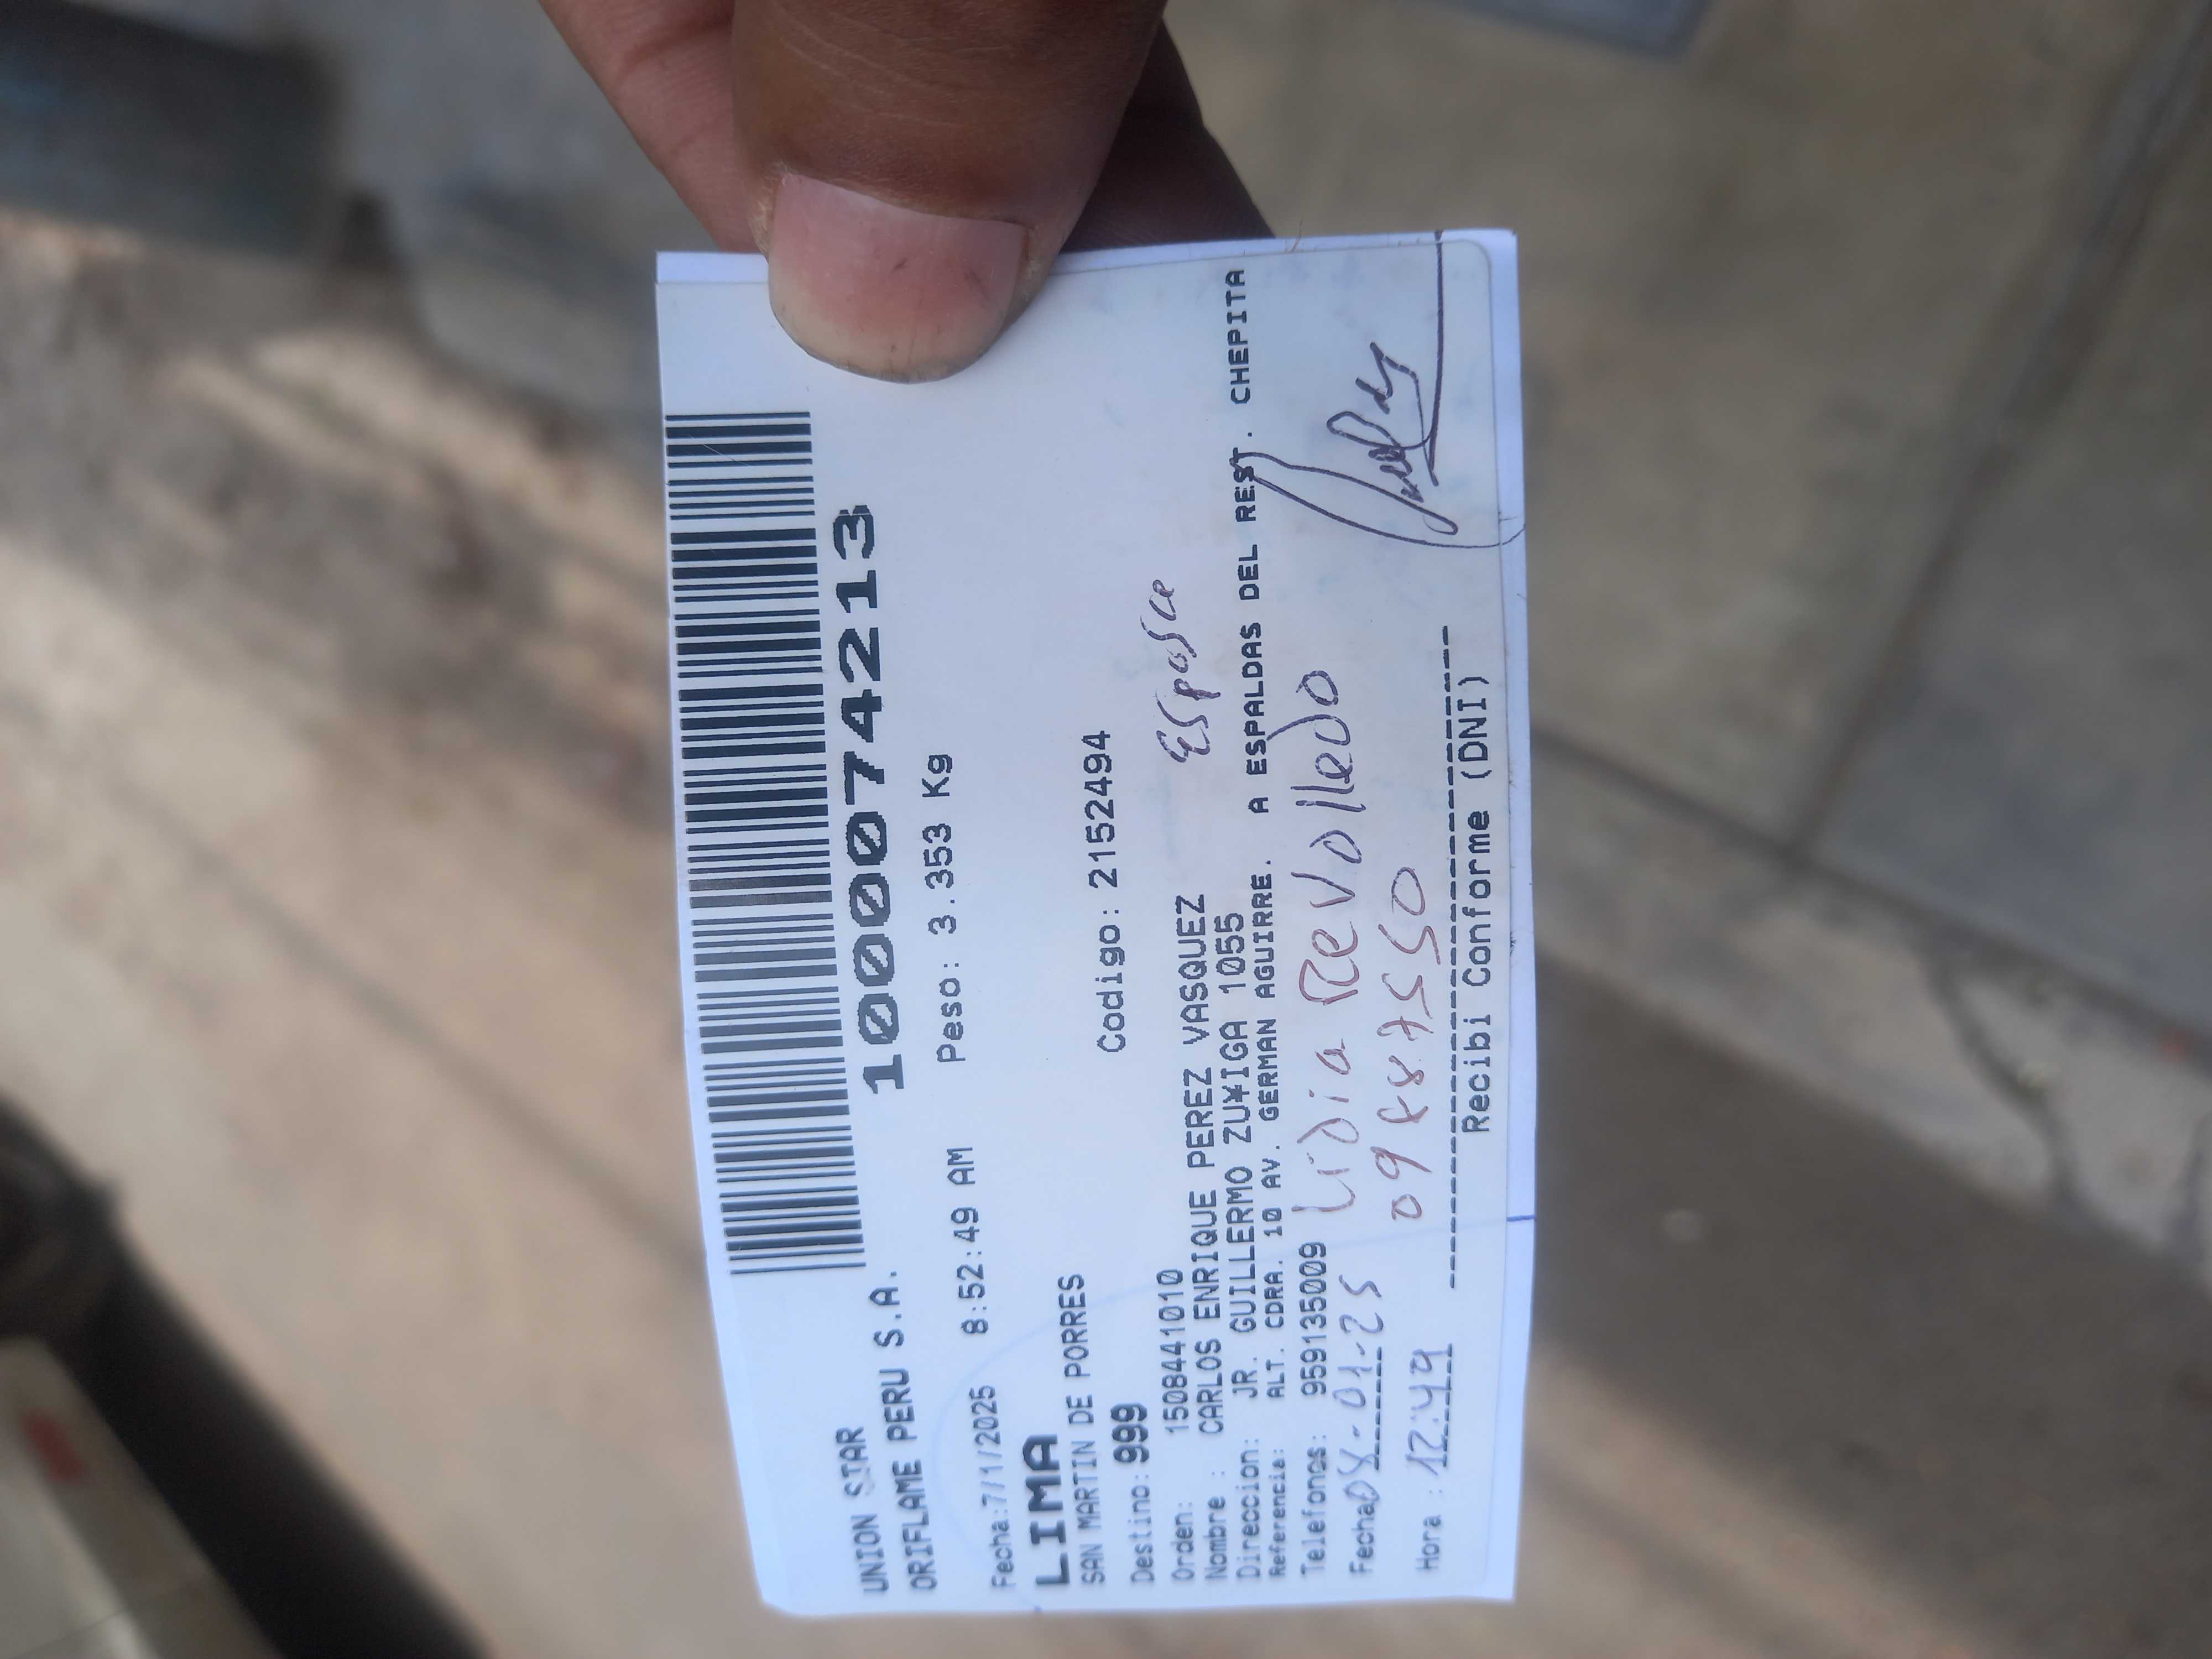 1000074213
UNION STAR
ORIFLAME PERU S.A.
Fecha:7/1/2025 8:52:49 AM Peso: 3.353 Kg
LIMA
SAN MARTIN DE PORRES
Destino: 999 Codigo: 2152494
Orden: 1508441010
Esposa
Nombre : CARLOS ENRIQUE PEREZ VASQUEZ
Direccion: JR. GUILLERMO ZU¥IGA 1055
Referencia: ALT. CDRA. 10 AV. GERMAN AGUIRRE. A ESPALDAS DEL REST. CHEPITA
Telefonos: 959135009 Lidia Revolledo
Fecha 08-01-25 09887550
Hora : 12:49
Recibi Conforme (DNI)